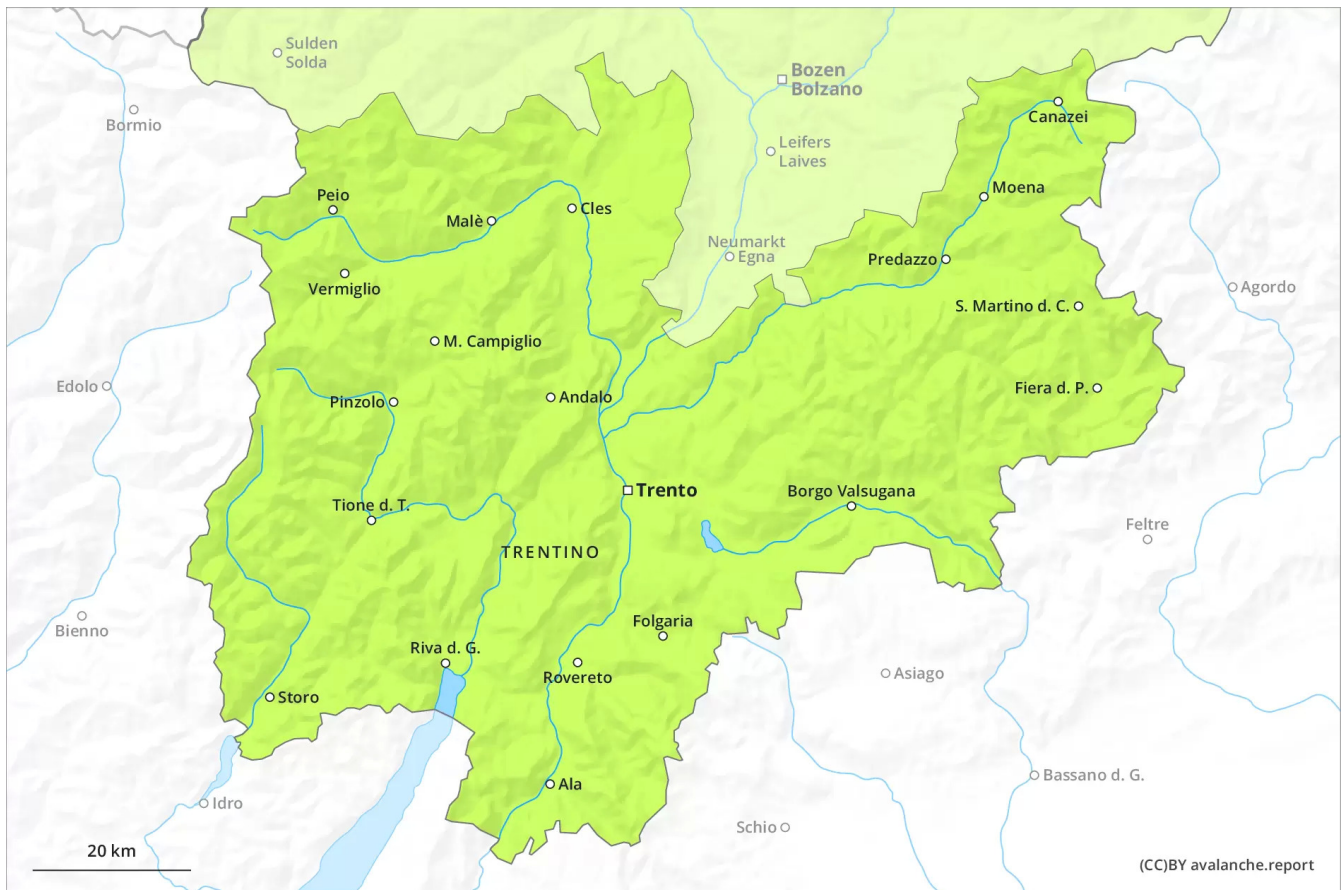 Sulden
Solda
Bozen
Bolzano
Bormio
Canazei
Leifers
Laives
Peio
Moena
Malè
Cles
Neumarkt
Egna
Predazzo
Vermiglio
Agordo
S. Martino d. C.
M. Campiglio
Edolo
Fiera d. P.
Pinzolo
Andalo
Trento
Borgo Valsugana
Tione d. T.
Feltre
TRENTINO
Bienno
Folgaria
Riva d. G.
Asiago
Rovereto
Storo
Bassano d. G.
Ala
Idro
Schio
20 km
(CC)BY avalanche.report